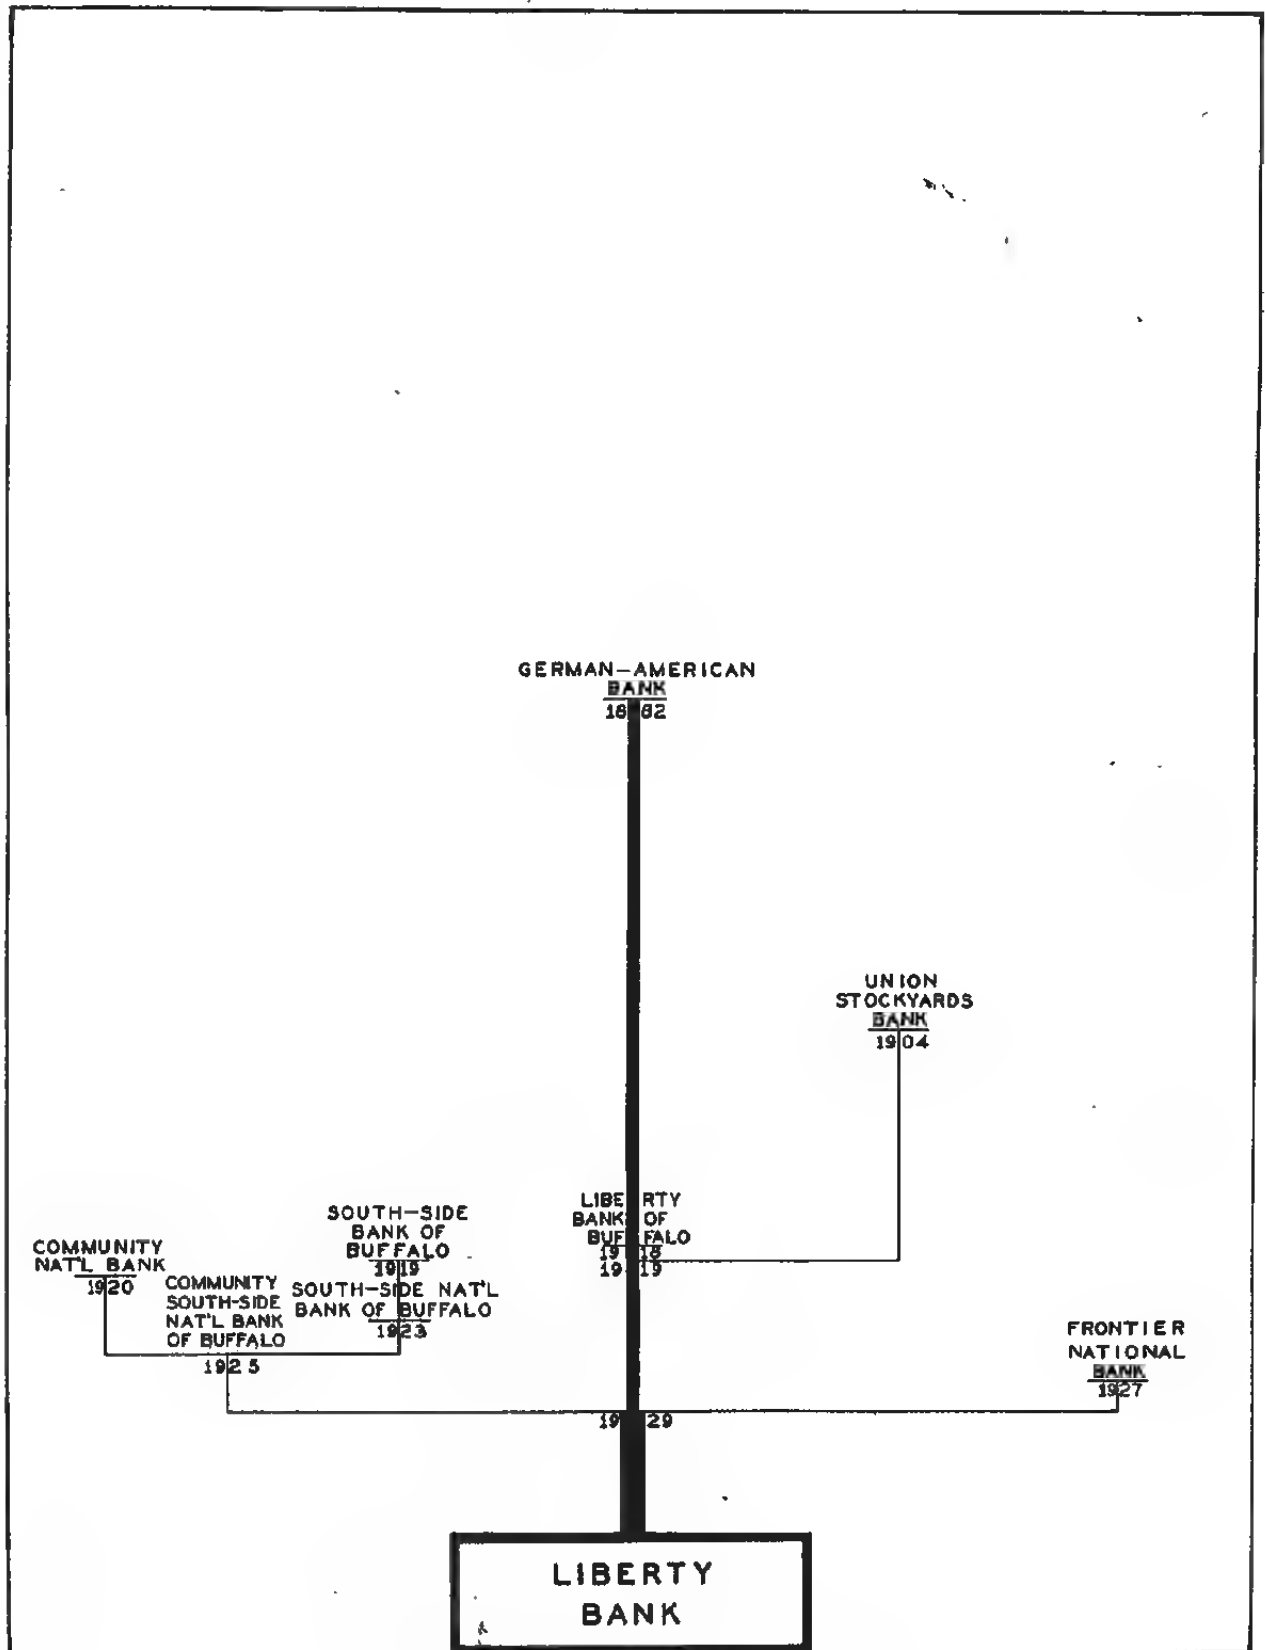 GERMAN-AMERICAN
BANK
1882
UNION
STOCKYARDS
BANK
1904
LIBERTY
BANK OF
BUFFALO
1918
1919
SOUTH-SIDE
BANK OF
BUFFALO
1919
SOUTH-SIDE NAT'L
BANK OF BUFFALO
1923
COMMUNITY
NAT'L BANK
1920
COMMUNITY
SOUTH-SIDE
NAT'L BANK
OF BUFFALO
1925
FRONTIER
NATIONAL
BANK
1927
1929
LIBERTY
BANK